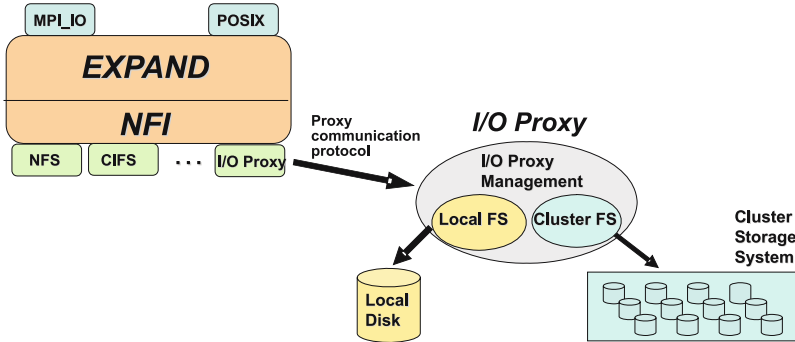 MPI_IO
POSIX
EXPAND
NFI
NFS
CIFS
...
I/O Proxy
Proxy
communication
protocol
I/O Proxy
I/O Proxy
Management
Local FS
Cluster FS
Local
Disk
Cluster
Storage
System